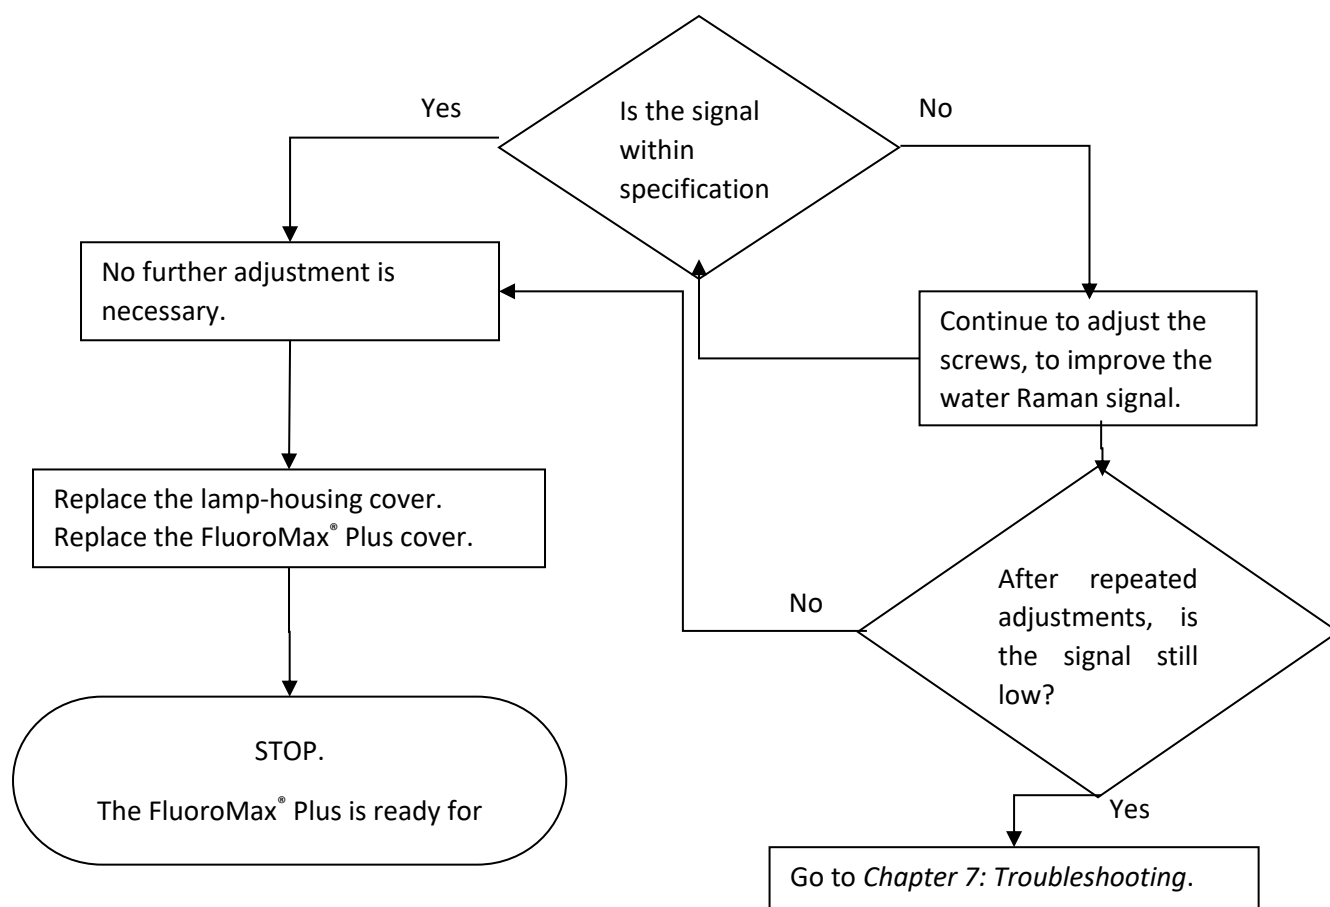 Yes
Is the signal
within
specification
No
No further adjustment is
necessary.
Continue to adjust the
screws, to improve the
water Raman signal.
Replace the lamp-housing cover.
Replace the FluoroMax® Plus cover.
After repeated
adjustments, is
the signal still
low?
No
STOP.
The FluoroMax® Plus is ready for
Yes
Go to Chapter 7: Troubleshooting.